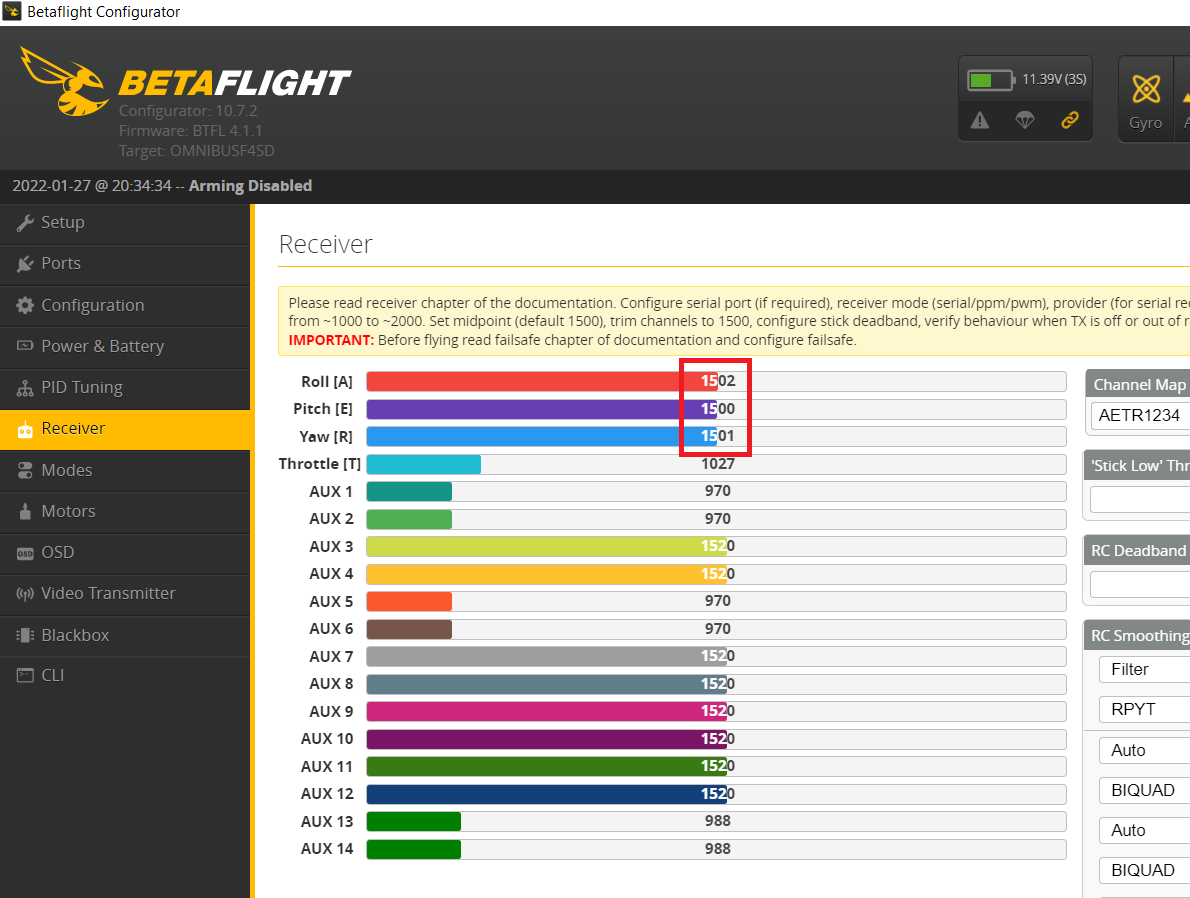 Betaflight Configurator
BETAFLIGHT
Configurator: 10.7.2
Firmware: BTFL 4.1.1
Target: OMNIBUSF4SD
11.39V (3S)
Gyro
2022-01-27 @ 20:34:34 -- Arming Disabled
Setup
Ports
Configuration
Power & Battery
PID Tuning
Receiver
Modes
Motors
OSD
Video Transmitter
Blackbox
CLI
Receiver
Please read receiver chapter of the documentation. Configure serial port (if required), receiver mode (serial/ppm/pwm), provider (for serial re
from ~1000 to ~2000. Set midpoint (default 1500), trim channels to 1500, configure stick deadband, verify behaviour when TX is off or out of r
IMPORTANT: Before flying read failsafe chapter of documentation and configure failsafe.
Roll [A] 1502
Pitch [E] 1500
Yaw [R] 1501
Throttle [T] 1027
AUX 1 970
AUX 2 970
AUX 3 1520
AUX 4 1520
AUX 5 970
AUX 6 970
AUX 7 1520
AUX 8 1520
AUX 9 1520
AUX 10 1520
AUX 11 1520
AUX 12 1520
AUX 13 988
AUX 14 988
Channel Map
AETR1234
'Stick Low' Thr
RC Deadband
RC Smoothing
Filter
RPYT
Auto
BIQUAD
Auto
BIQUAD